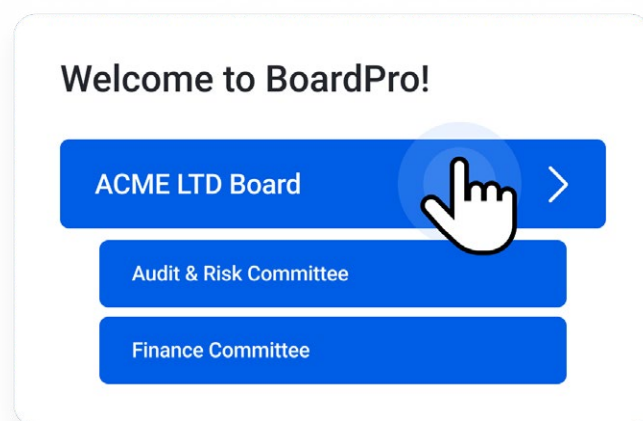 Welcome to BoardPro!
ACME LTD Board
Audit & Risk Committee
Finance Committee